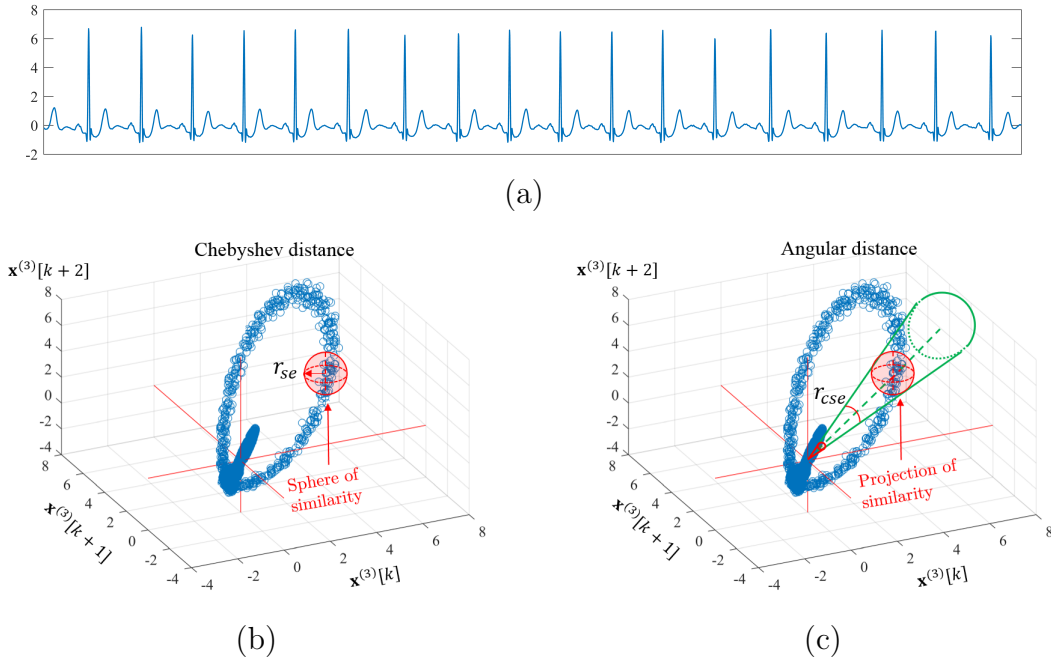 8
6
4
2
0
-2
(a)
Chebyshev distance
𝐱⁽³⁾[k + 2]
8
6
4
2
0
-2
-4
8
6
4
2
0
-2
-4
𝐱⁽³⁾[k + 1]
-4
-2
0
2
4
6
8
𝐱⁽³⁾[k]
r_se
Sphere of
similarity
(b)
Angular distance
𝐱⁽³⁾[k + 2]
8
6
4
2
0
-2
-4
8
6
4
2
0
-2
-4
𝐱⁽³⁾[k + 1]
-4
-2
0
2
4
6
8
𝐱⁽³⁾[k]
r_cse
Projection of
similarity
(c)